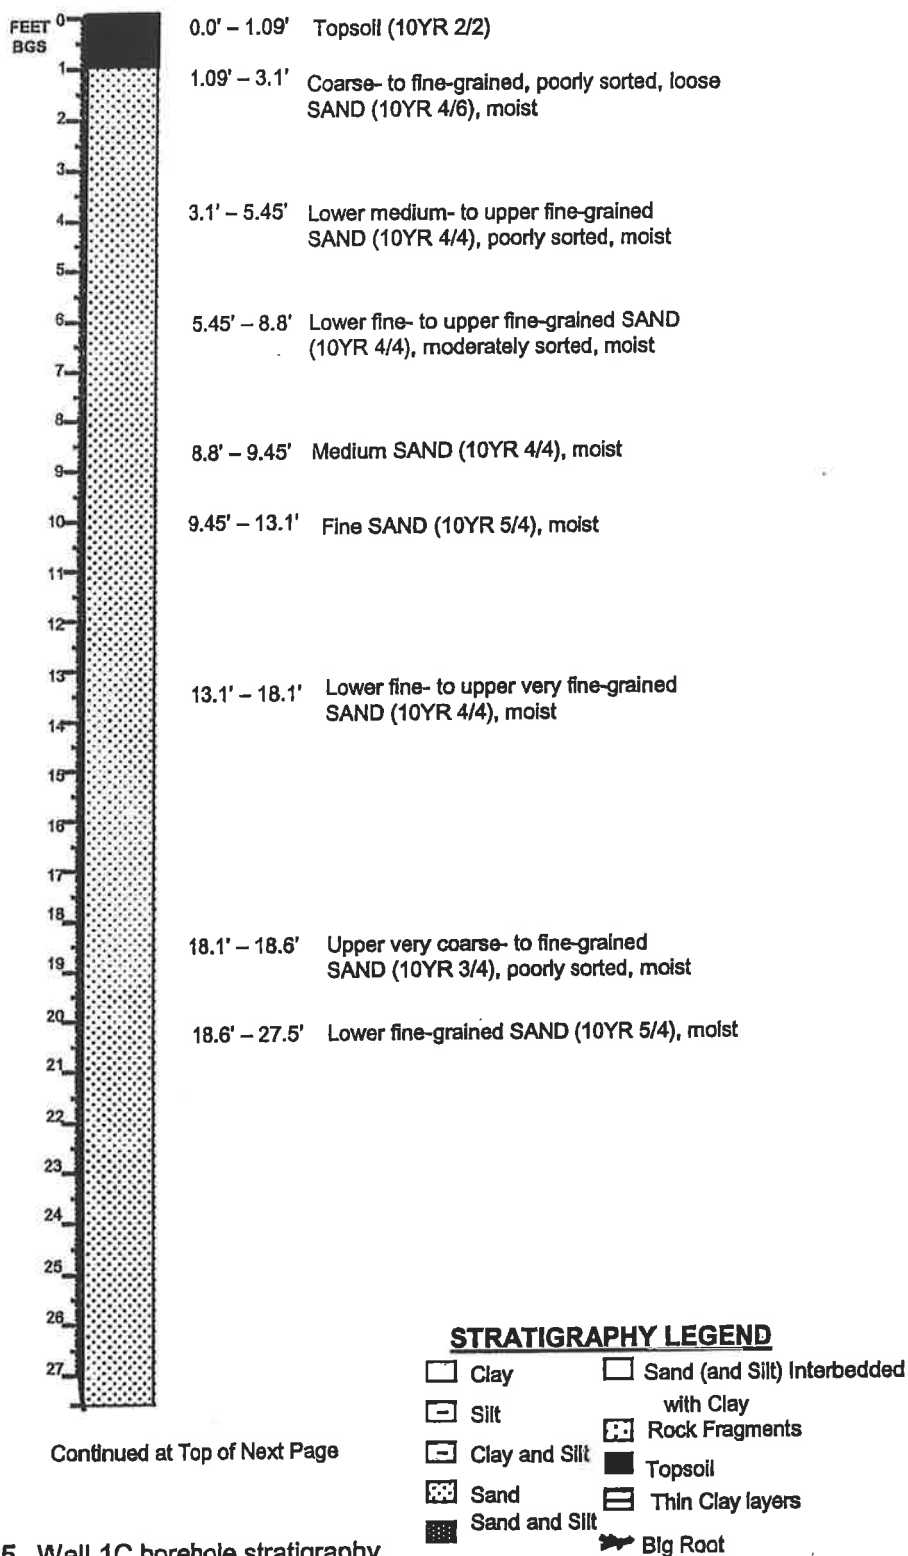 FEET
BGS
0
1
2
3
4
5
6
7
8
9
10
11
12
13
14
15
16
17
18
19
20
21
22
23
24
25
26
27
0.0' – 1.09' Topsoil (10YR 2/2)
1.09' – 3.1' Coarse- to fine-grained, poorly sorted, loose
SAND (10YR 4/6), moist
3.1' – 5.45' Lower medium- to upper fine-grained
SAND (10YR 4/4), poorly sorted, moist
5.45' – 8.8' Lower fine- to upper fine-grained SAND
(10YR 4/4), moderately sorted, moist
8.8' – 9.45' Medium SAND (10YR 4/4), moist
9.45' – 13.1' Fine SAND (10YR 5/4), moist
13.1' – 18.1' Lower fine- to upper very fine-grained
SAND (10YR 4/4), moist
18.1' – 18.6' Upper very coarse- to fine-grained
SAND (10YR 3/4), poorly sorted, moist
18.6' – 27.5' Lower fine-grained SAND (10YR 5/4), moist
Continued at Top of Next Page
STRATIGRAPHY LEGEND
Clay
Silt
Clay and Silt
Sand
Sand and Silt
Sand (and Silt) Interbedded
with Clay
Rock Fragments
Topsoil
Thin Clay layers
Big Root
5. Well 1C borehole stratigraphy